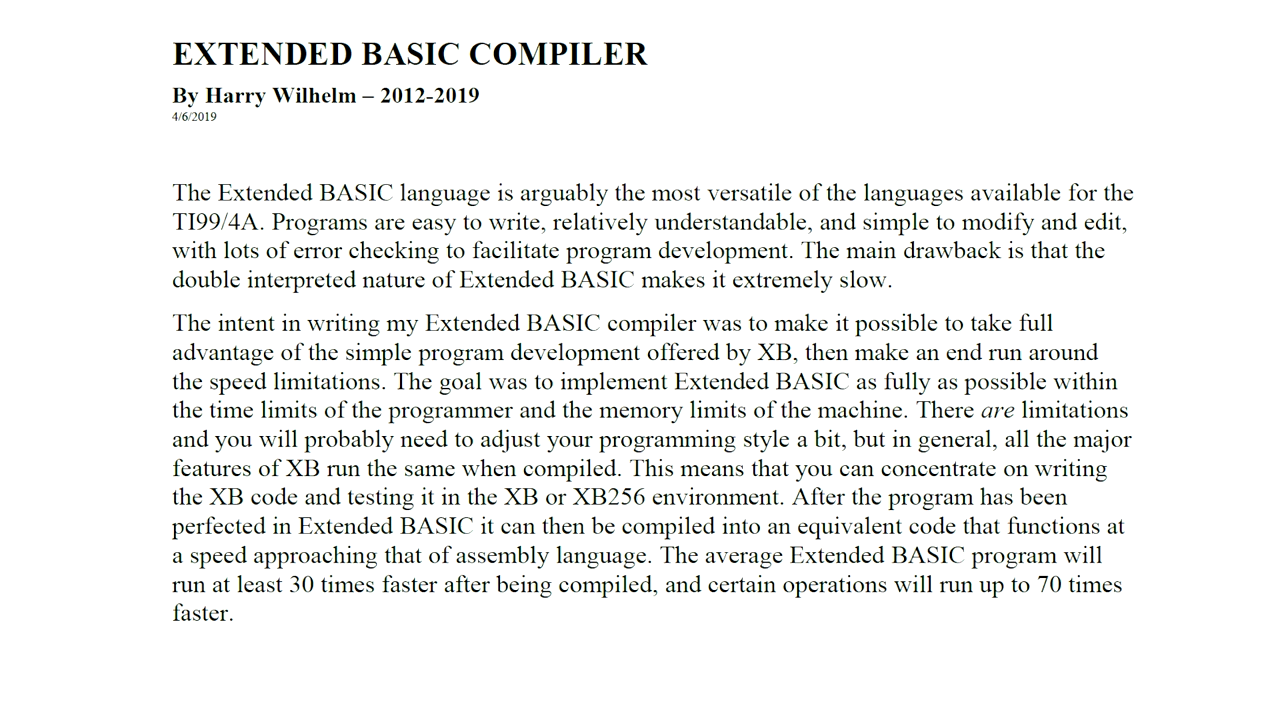 EXTENDED BASIC COMPILER
By Harry Wilhelm – 2012-2019
4/6/2019
The Extended BASIC language is arguably the most versatile of the languages available for the
TI99/4A. Programs are easy to write, relatively understandable, and simple to modify and edit,
with lots of error checking to facilitate program development. The main drawback is that the
double interpreted nature of Extended BASIC makes it extremely slow.
The intent in writing my Extended BASIC compiler was to make it possible to take full
advantage of the simple program development offered by XB, then make an end run around
the speed limitations. The goal was to implement Extended BASIC as fully as possible within
the time limits of the programmer and the memory limits of the machine. There are limitations
and you will probably need to adjust your programming style a bit, but in general, all the major
features of XB run the same when compiled. This means that you can concentrate on writing
the XB code and testing it in the XB or XB256 environment. After the program has been
perfected in Extended BASIC it can then be compiled into an equivalent code that functions at
a speed approaching that of assembly language. The average Extended BASIC program will
run at least 30 times faster after being compiled, and certain operations will run up to 70 times
faster.